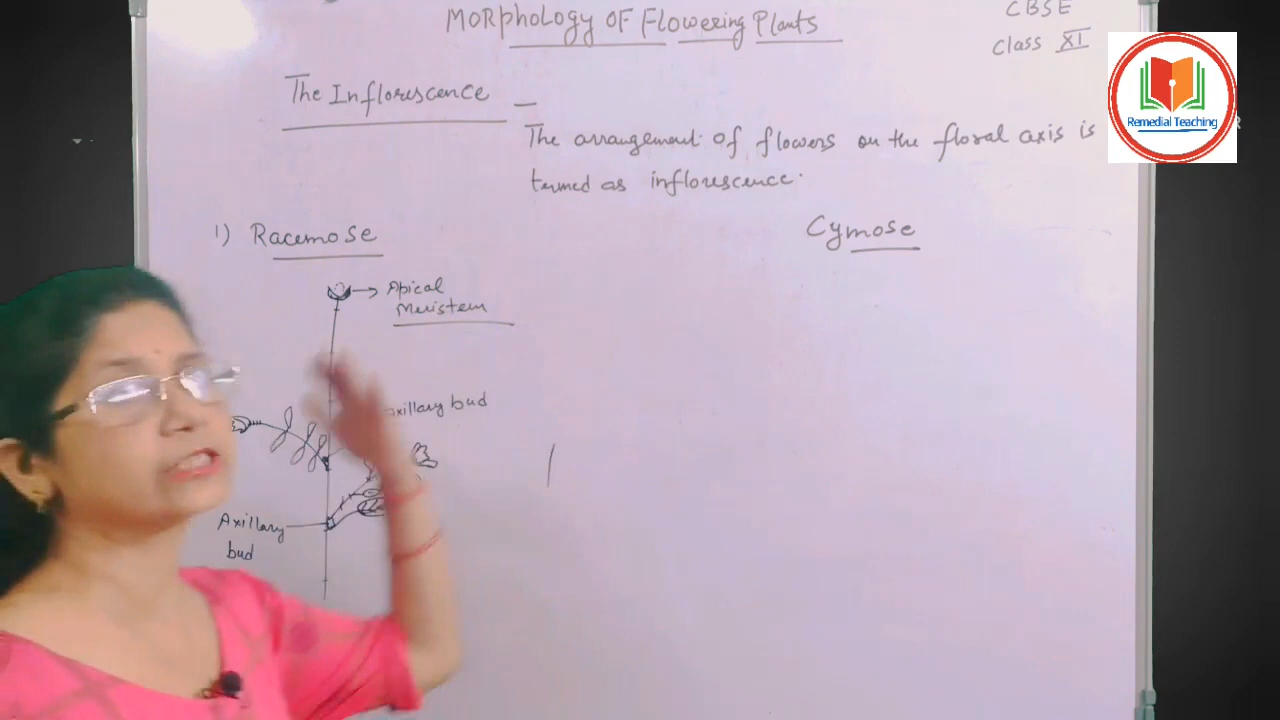 MORphology OF Flowering Plants
CBSE
Class XI
The Inflorescence –
The arrangement of flowers on the floral axis is
termed as inflorescence.
Remedial Teaching
R
1) Racemose
Cymose
Apical
Meristem
axillary bud
Axillary
bud